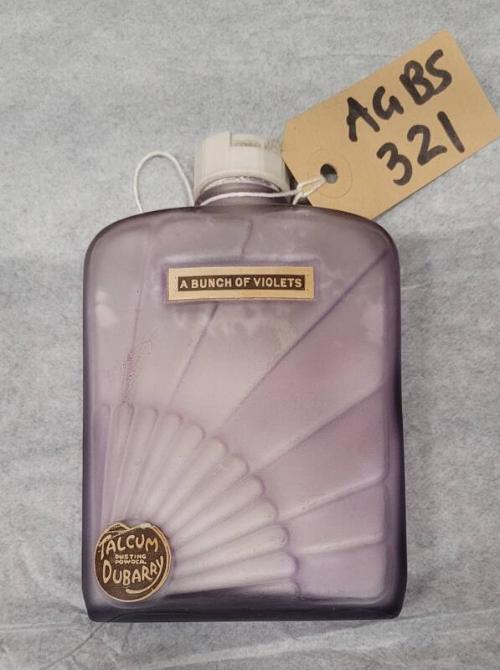 AGBS
321
A BUNCH OF VIOLETS
TALCUM
DUSTING
POWDER
DUBARRY